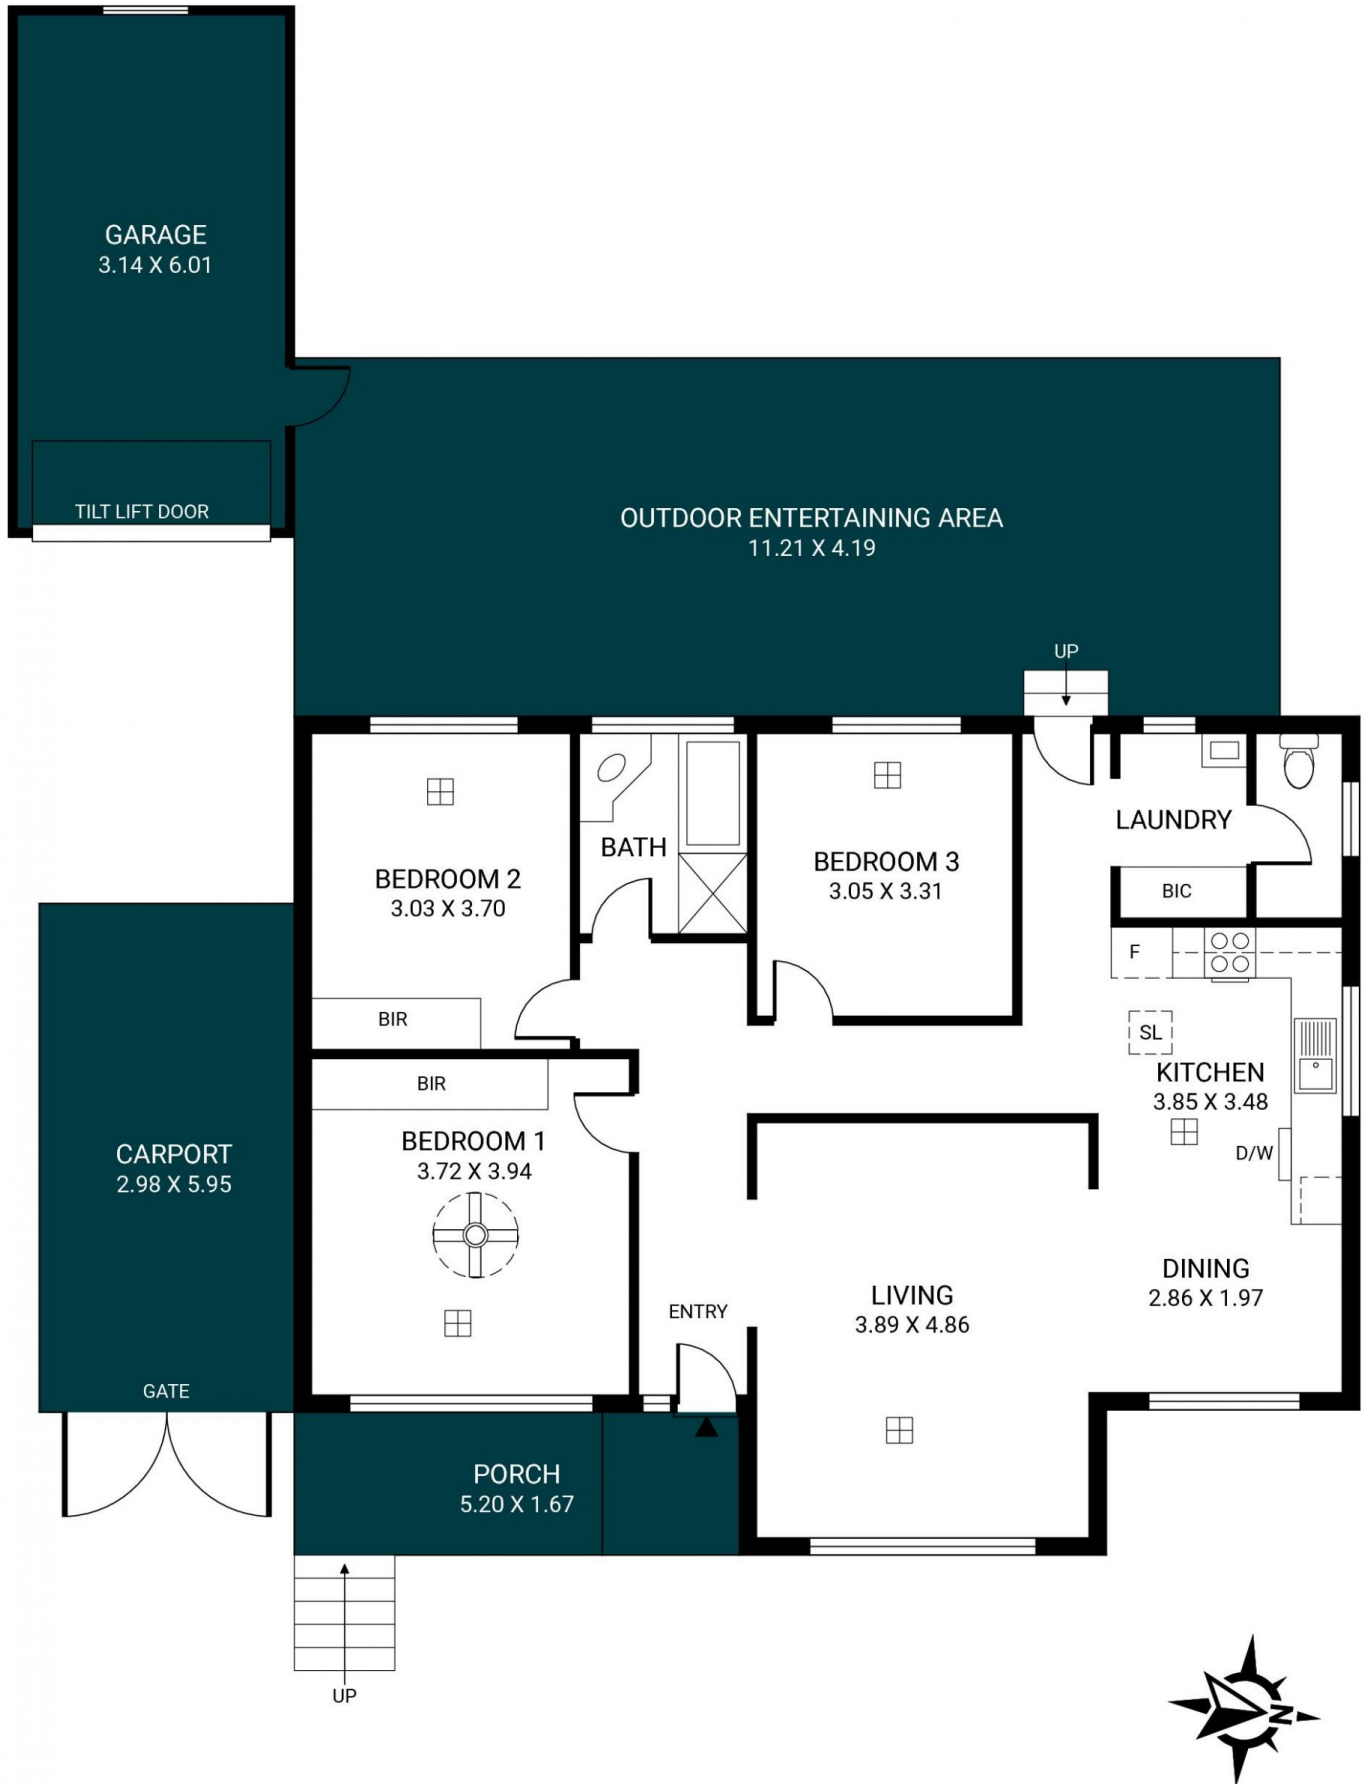 GARAGE
3.14 X 6.01
TILT LIFT DOOR
OUTDOOR ENTERTAINING AREA
11.21 X 4.19
UP
BEDROOM 2
3.03 X 3.70
BIR
BATH
BEDROOM 3
3.05 X 3.31
LAUNDRY
BIC
F
SL
KITCHEN
3.85 X 3.48
D/W
BIR
BEDROOM 1
3.72 X 3.94
CARPORT
2.98 X 5.95
GATE
ENTRY
LIVING
3.89 X 4.86
DINING
2.86 X 1.97
PORCH
5.20 X 1.67
UP
N